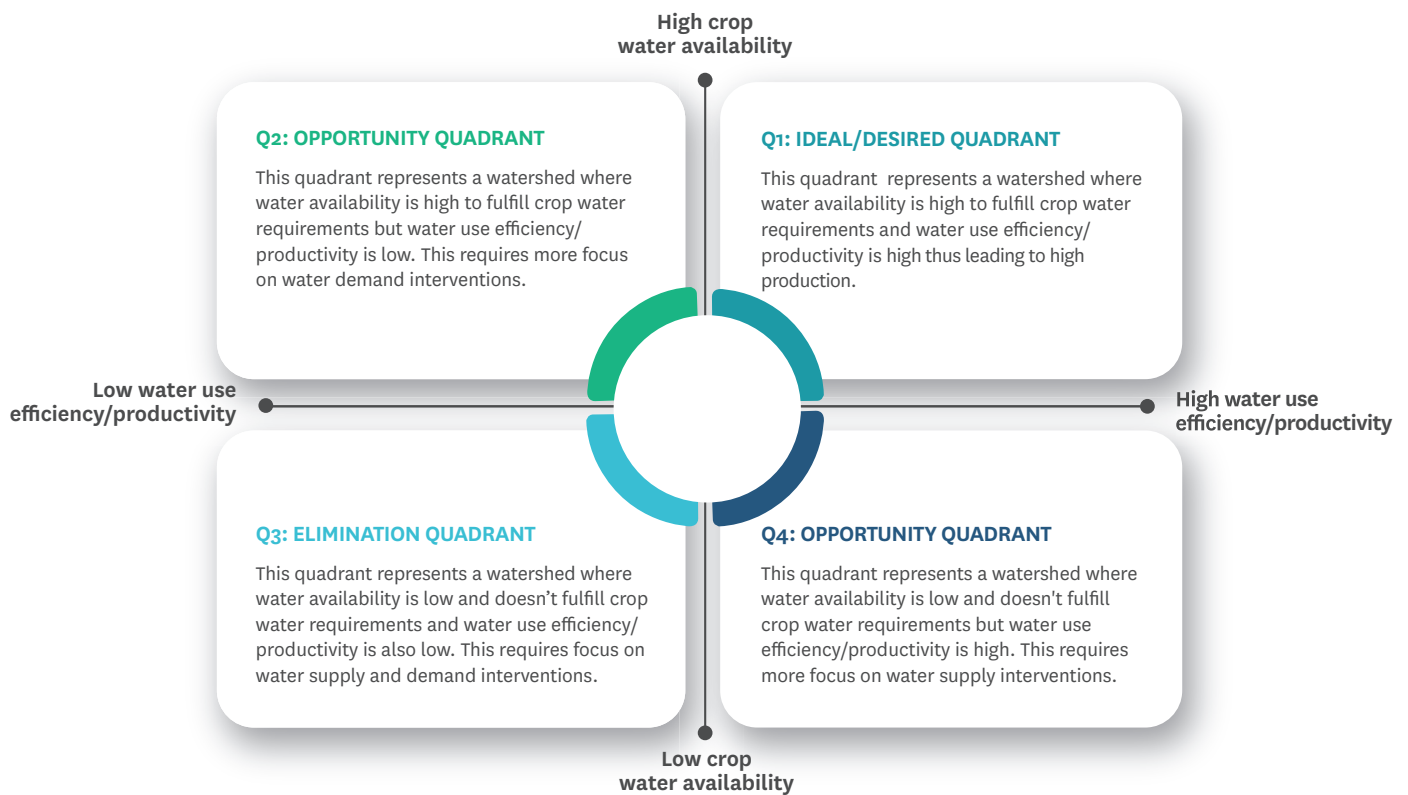 High crop
water availability
Q2: OPPORTUNITY QUADRANT
This quadrant represents a watershed where
water availability is high to fulfill crop water
requirements but water use efficiency/
productivity is low. This requires more focus
on water demand interventions.
Q1: IDEAL/DESIRED QUADRANT
This quadrant  represents a watershed where
water availability is high to fulfill crop water
requirements and water use efficiency/
productivity is high thus leading to high
production.
Low water use
efficiency/productivity
High water use
efficiency/productivity
Q3: ELIMINATION QUADRANT
This quadrant represents a watershed where
water availability is low and doesn’t fulfill crop
water requirements and water use efficiency/
productivity is also low. This requires focus on
water supply and demand interventions.
Q4: OPPORTUNITY QUADRANT
This quadrant represents a watershed where
water availability is low and doesn't fulfill
crop water requirements but water use
efficiency/productivity is high. This requires
more focus on water supply interventions.
Low crop
water availability